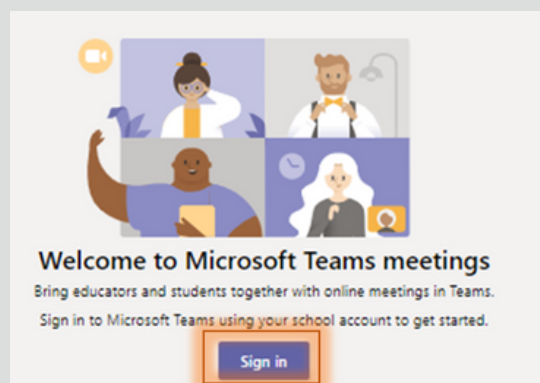 Welcome to Microsoft Teams meetings
Bring educators and students together with online meetings in Teams.
Sign in to Microsoft Teams using your school account to get started.
Sign in